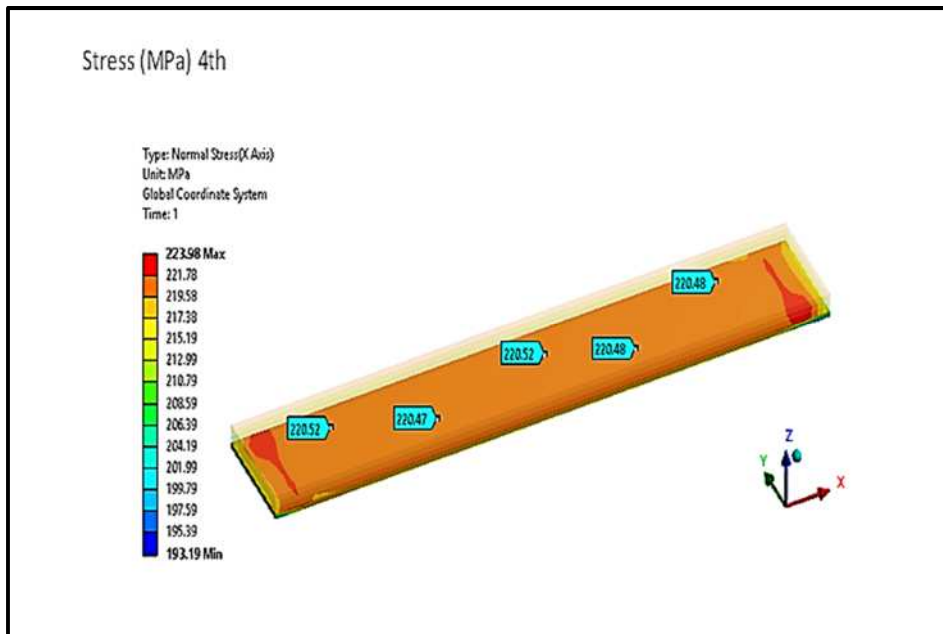 Stress (MPa) 4th
Type: Normal Stress(X Axis)
Unit: MPa
Global Coordinate System
Time: 1
223.98 Max
221.78
219.58
217.38
215.19
212.99
210.79
208.59
206.39
204.19
201.99
199.79
197.59
195.39
193.19 Min
220.48
220.52
220.48
220.52
220.47
Z
Y
X